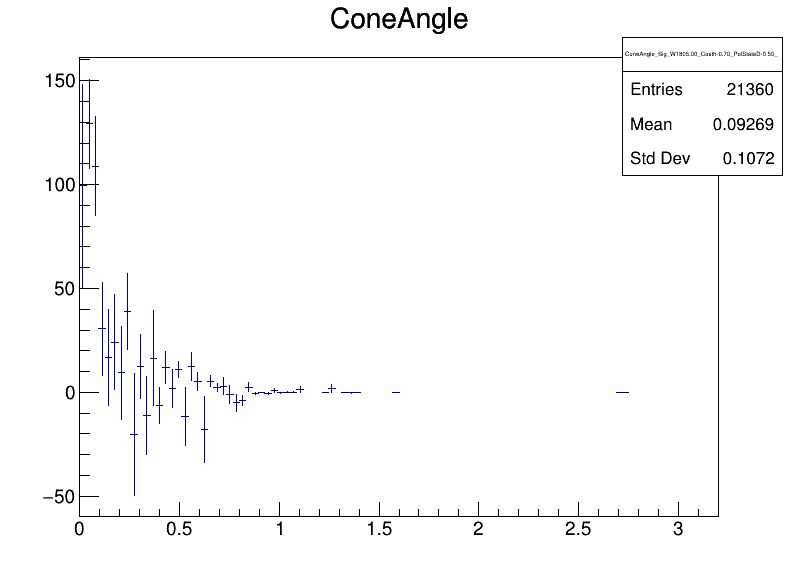 ConeAngle
ConeAngle_Sig_W1805.00_Costh-0.70_PolStateD-0.50_
Entries 21360
Mean 0.09269
Std Dev 0.1072
150
100
50
0
−50
0 0.5 1 1.5 2 2.5 3